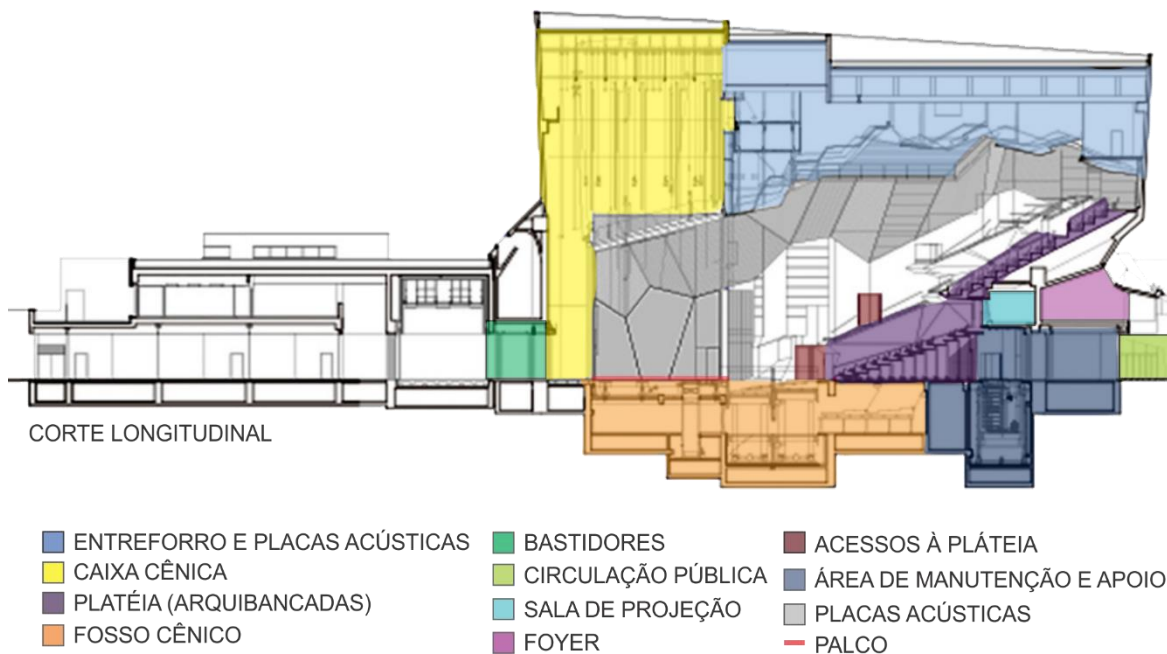 CORTE LONGITUDINAL
ENTREFORRO E PLACAS ACÚSTICAS
CAIXA CÊNICA
PLATÉIA (ARQUIBANCADAS)
FOSSO CÊNICO
BASTIDORES
CIRCULAÇÃO PÚBLICA
SALA DE PROJEÇÃO
FOYER
ACESSOS À PLÁTEIA
ÁREA DE MANUTENÇÃO E APOIO
PLACAS ACÚSTICAS
PALCO